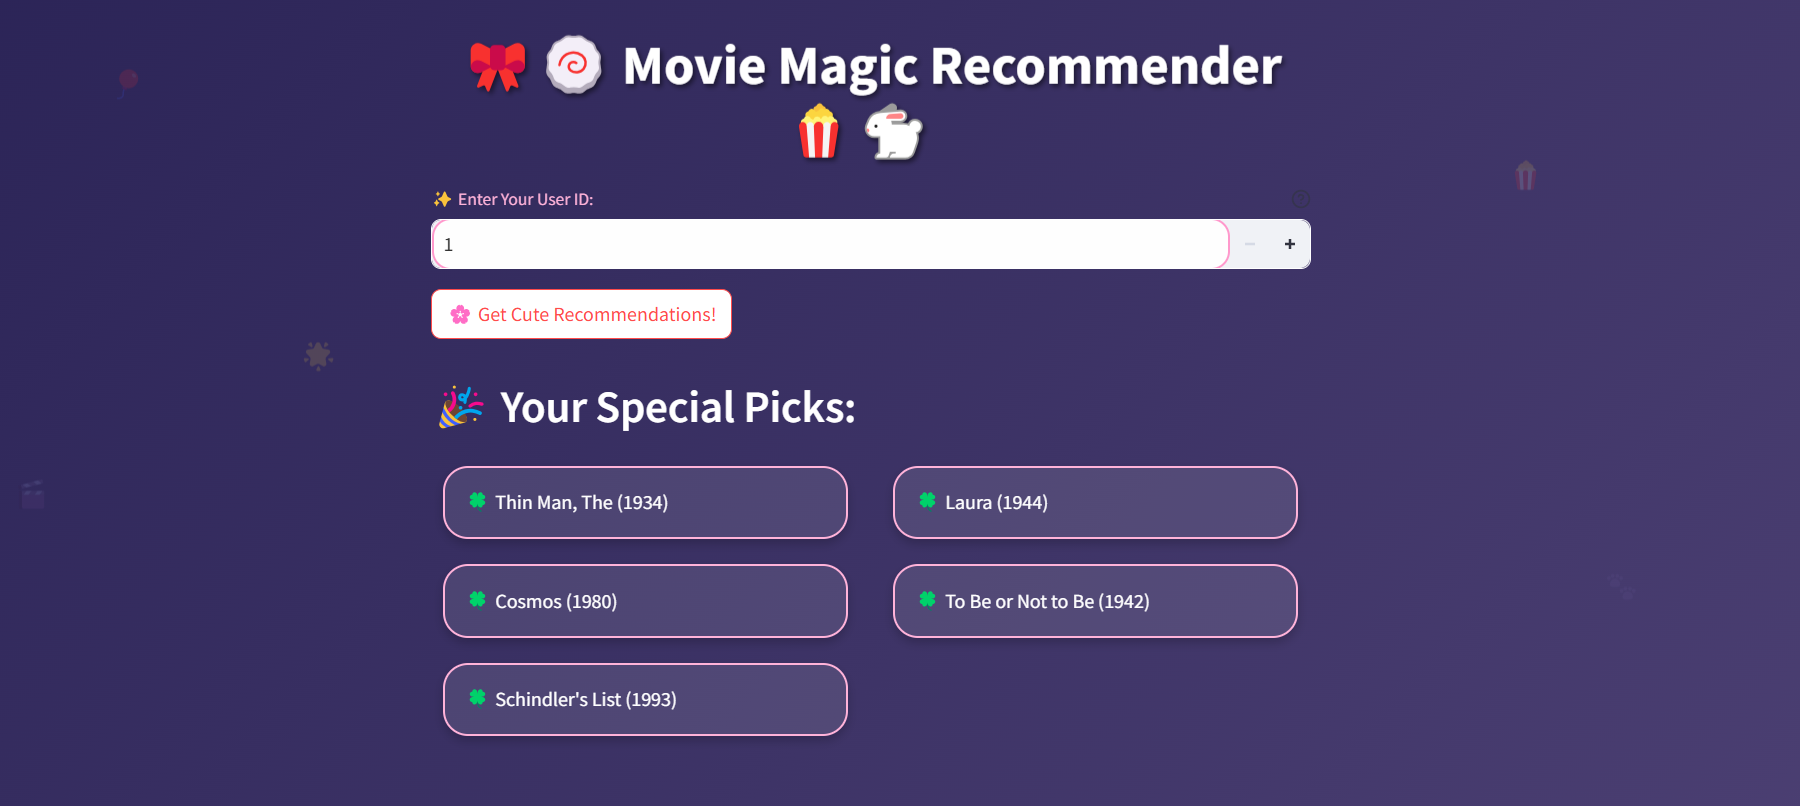 Movie Magic Recommender
Enter Your User ID:
1
Get Cute Recommendations!
Your Special Picks:
Thin Man, The (1934)
Laura (1944)
Cosmos (1980)
To Be or Not to Be (1942)
Schindler's List (1993)